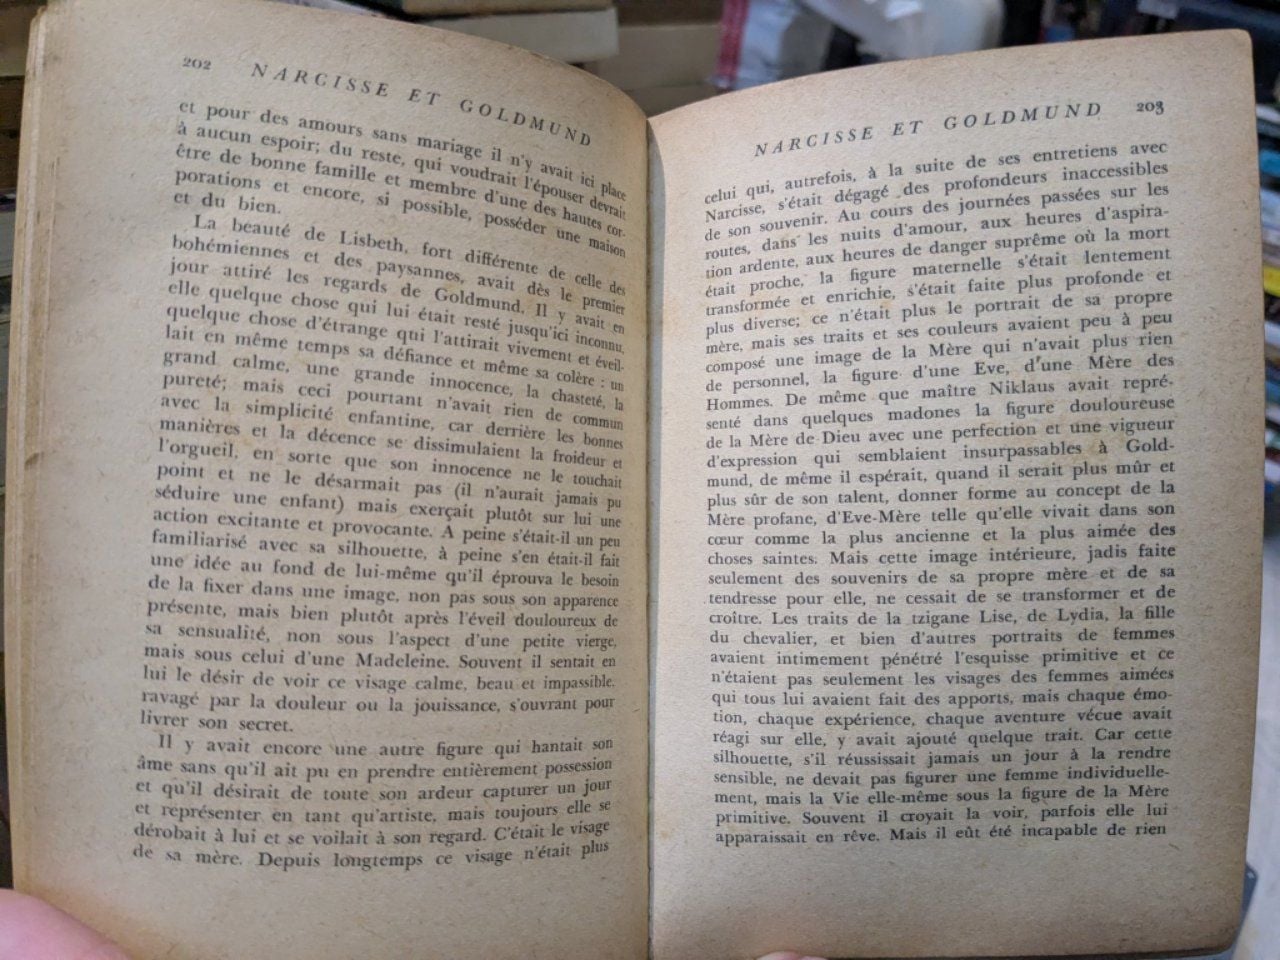 202 NARCISSE ET GOLDMUND
et pour des amours sans mariage il n'y avait ici place
à aucun espoir; du reste, qui voudrait l'épouser devrait
être de bonne famille et membre d'une des hautes cor-
porations et encore, si possible, posséder une maison
et du bien.
La beauté de Lisbeth, fort différente de celle des
bohémiennes et des paysannes, avait dès le premier
jour attiré les regards de Goldmund. Il y avait en
elle quelque chose qui lui était resté jusqu'ici inconnu,
quelque chose d'étrange qui l'attirait vivement et éveil-
lait en même temps sa défiance et même sa colère : un
grand calme, une grande innocence, la chasteté, la
pureté; mais ceci pourtant n'avait rien de commun
avec la simplicité enfantine, car derrière les bonnes
manières et la décence se dissimulaient la froideur et
l'orgueil, en sorte que son innocence ne le touchait
point et ne le désarmait pas (il n'aurait jamais pu
séduire une enfant) mais exerçait plutôt sur lui une
action excitante et provocante. A peine s'était-il un peu
familiarisé avec sa silhouette, à peine s'en était-il fait
une idée au fond de lui-même qu'il éprouva le besoin
de la fixer dans une image, non pas sous son apparence
présente, mais bien plutôt après l'éveil douloureux de
sa sensualité, non sous l'aspect d'une petite vierge,
mais sous celui d'une Madeleine. Souvent il sentait en
lui le désir de voir ce visage calme, beau et impassible,
ravagé par la douleur ou la jouissance, s'ouvrant pour
livrer son secret.
Il y avait encore une autre figure qui hantait son
âme sans qu'il ait pu en prendre entièrement possession
et qu'il désirait de toute son ardeur capturer un jour
et représenter en tant qu'artiste, mais toujours elle se
dérobait à lui et se voilait à son regard. C'était le visage
de sa mère. Depuis longtemps ce visage n'était plus
NARCISSE ET GOLDMUND 203
celui qui, autrefois, à la suite de ses entretiens avec
Narcisse, s'était dégagé des profondeurs inaccessibles
de son souvenir. Au cours des journées passées sur les
routes, dans les nuits d'amour, aux heures d'aspira-
tion ardente, aux heures de danger suprême où la mort
était proche, la figure maternelle s'était lentement
transformée et enrichie, s'était faite plus profonde et
plus diverse; ce n'était plus le portrait de sa propre
mère, mais ses traits et ses couleurs avaient peu à peu
composé une image de la Mère qui n'avait plus rien
de personnel, la figure d'une Eve, d'une Mère des
Hommes. De même que maître Niklaus avait repré-
senté dans quelques madones la figure douloureuse
de la Mère de Dieu avec une perfection et une vigueur
d'expression qui semblaient insurpassables à Gold-
mund, de même il espérait, quand il serait plus mûr et
plus sûr de son talent, donner forme au concept de la
Mère profane, d'Eve-Mère telle qu'elle vivait dans son
cœur comme la plus ancienne et la plus aimée des
choses saintes. Mais cette image intérieure, jadis faite
seulement des souvenirs de sa propre mère et de sa
tendresse pour elle, ne cessait de se transformer et de
croître. Les traits de la tzigane Lise, de Lydia, la fille
du chevalier, et bien d'autres portraits de femmes
avaient intimement pénétré l'esquisse primitive et ce
n'étaient pas seulement les visages des femmes aimées
qui tous lui avaient fait des apports, mais chaque émo-
tion, chaque expérience, chaque aventure vécue avait
réagi sur elle, y avait ajouté quelque trait. Car cette
silhouette, s'il réussissait jamais un jour à la rendre
sensible, ne devait pas figurer une femme individuelle-
ment, mais la Vie elle-même sous la figure de la Mère
primitive. Souvent il croyait la voir, parfois elle lui
apparaissait en rêve. Mais il eût été incapable de rien